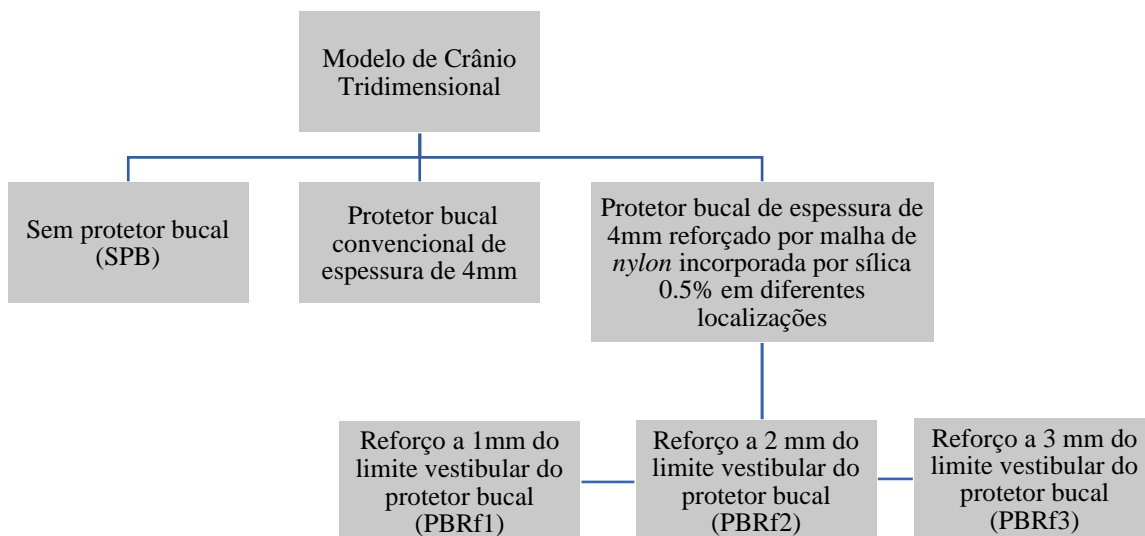 Modelo de Crânio
Tridimensional
Sem protetor bucal
(SPB)
Protetor bucal
convencional de
espessura de 4mm
Protetor bucal de espessura de
4mm reforçado por malha de
nylon incorporada por sílica
0.5% em diferentes
localizações
Reforço a 1mm do
limite vestibular do
protetor bucal
(PBRf1)
Reforço a 2 mm do
limite vestibular do
protetor bucal
(PBRf2)
Reforço a 3 mm do
limite vestibular do
protetor bucal
(PBRf3)